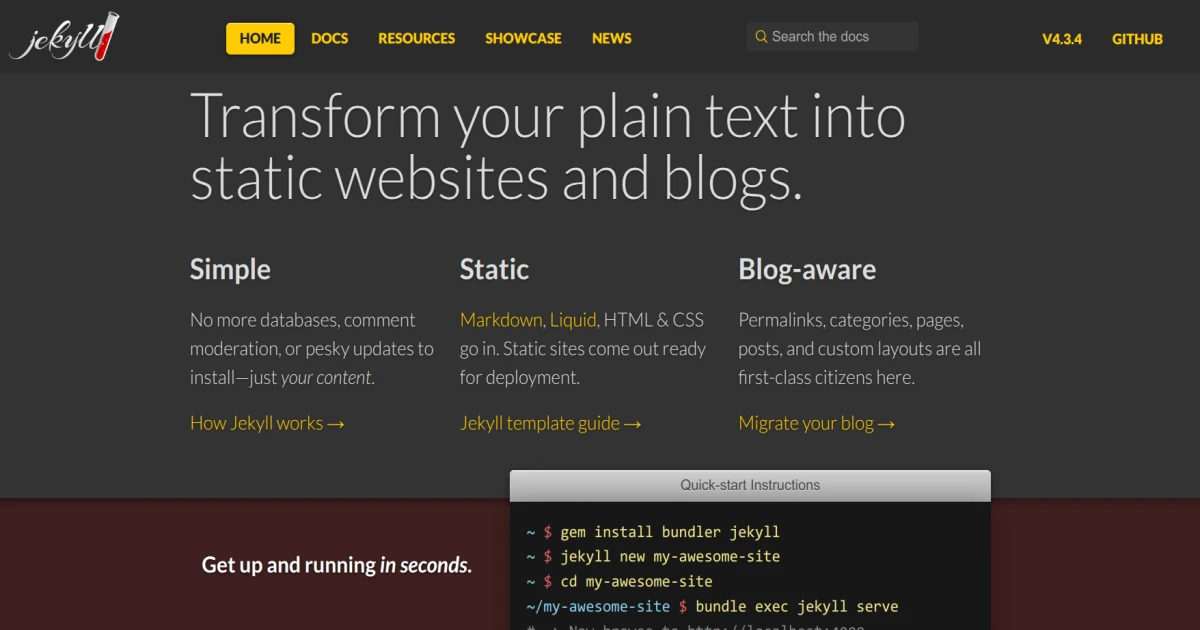 jekyll
HOME DOCS RESOURCES SHOWCASE NEWS Search the docs V4.3.4 GITHUB
Transform your plain text into
static websites and blogs.
Simple
No more databases, comment
moderation, or pesky updates to
install—just your content.
How Jekyll works →
Static
Markdown, Liquid, HTML & CSS
go in. Static sites come out ready
for deployment.
Jekyll template guide →
Blog-aware
Permalinks, categories, pages,
posts, and custom layouts are all
first-class citizens here.
Migrate your blog →
Get up and running in seconds.
Quick-start Instructions
~ $ gem install bundler jekyll
~ $ jekyll new my-awesome-site
~ $ cd my-awesome-site
~/my-awesome-site $ bundle exec jekyll serve